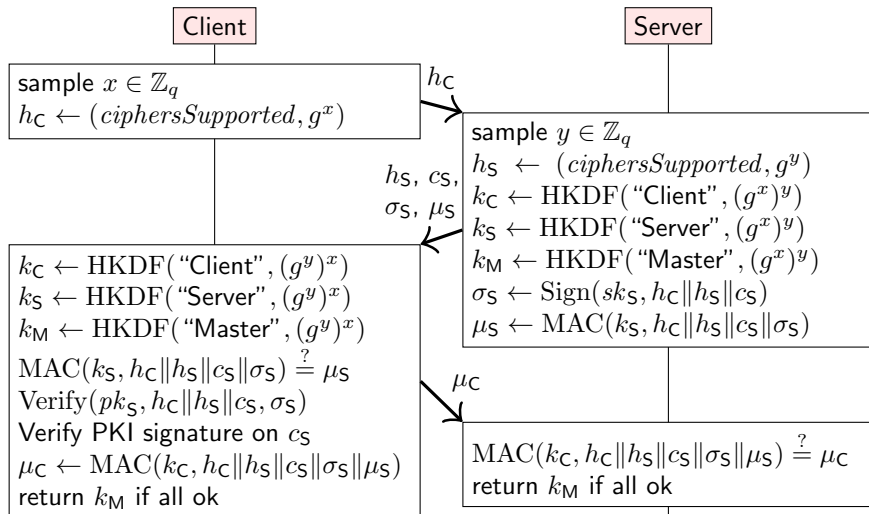 Client
Server
sample x ∈ ℤ_q
h_C ← (ciphersSupported, g^x)
h_C
sample y ∈ ℤ_q
h_S ← (ciphersSupported, g^y)
k_C ← HKDF(“Client”, (g^x)^y)
k_S ← HKDF(“Server”, (g^x)^y)
k_M ← HKDF(“Master”, (g^x)^y)
σ_S ← Sign(sk_S, h_C‖h_S‖c_S)
μ_S ← MAC(k_S, h_C‖h_S‖c_S‖σ_S)
h_S, c_S,
σ_S, μ_S
k_C ← HKDF(“Client”, (g^y)^x)
k_S ← HKDF(“Server”, (g^y)^x)
k_M ← HKDF(“Master”, (g^y)^x)
MAC(k_S, h_C‖h_S‖c_S‖σ_S) ≟ μ_S
Verify(pk_S, h_C‖h_S‖c_S, σ_S)
Verify PKI signature on c_S
μ_C ← MAC(k_C, h_C‖h_S‖c_S‖σ_S‖μ_S)
return k_M if all ok
μ_C
MAC(k_C, h_C‖h_S‖c_S‖σ_S‖μ_S) ≟ μ_C
return k_M if all ok